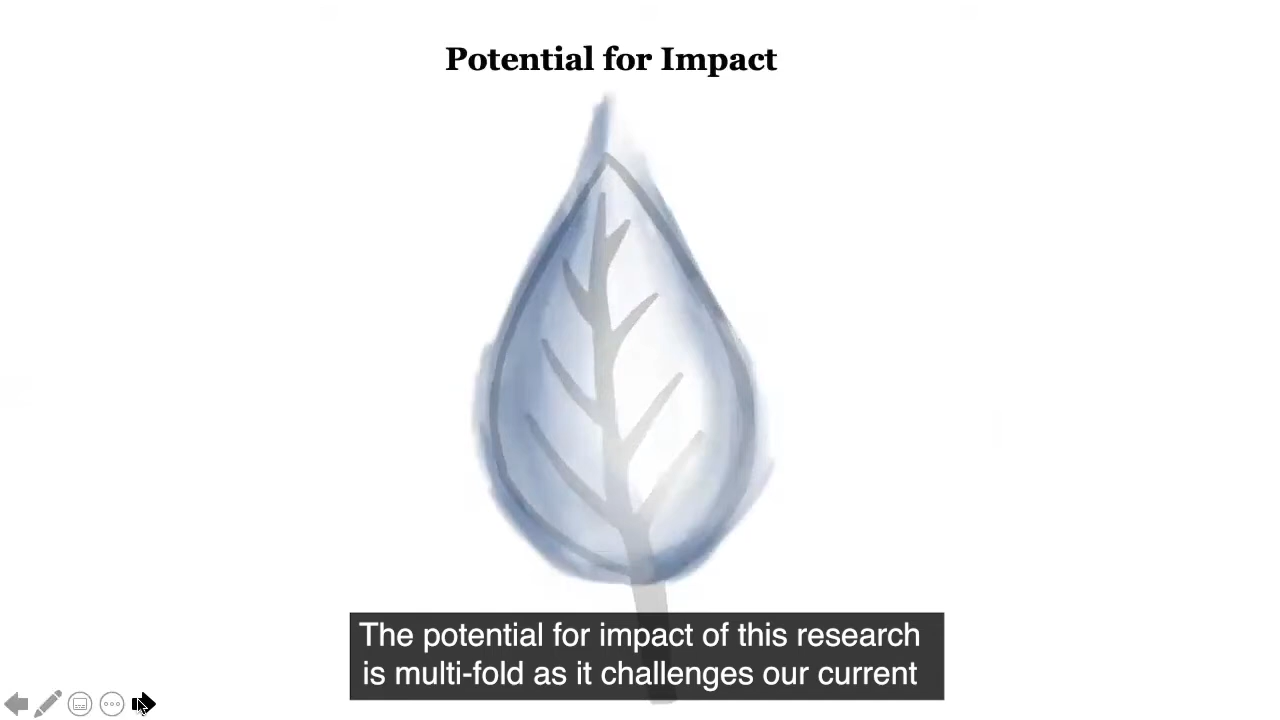 Potential for Impact
The potential for impact of this research
is multi-fold as it challenges our current